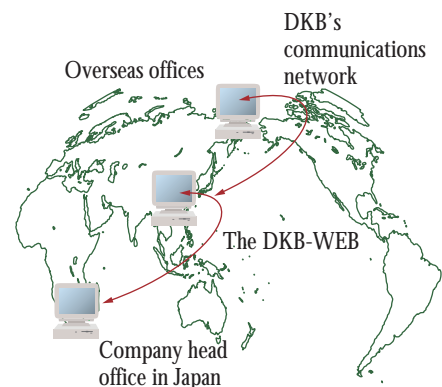 DKB's
communications
network
Overseas offices
The DKB-WEB
Company head
office in Japan